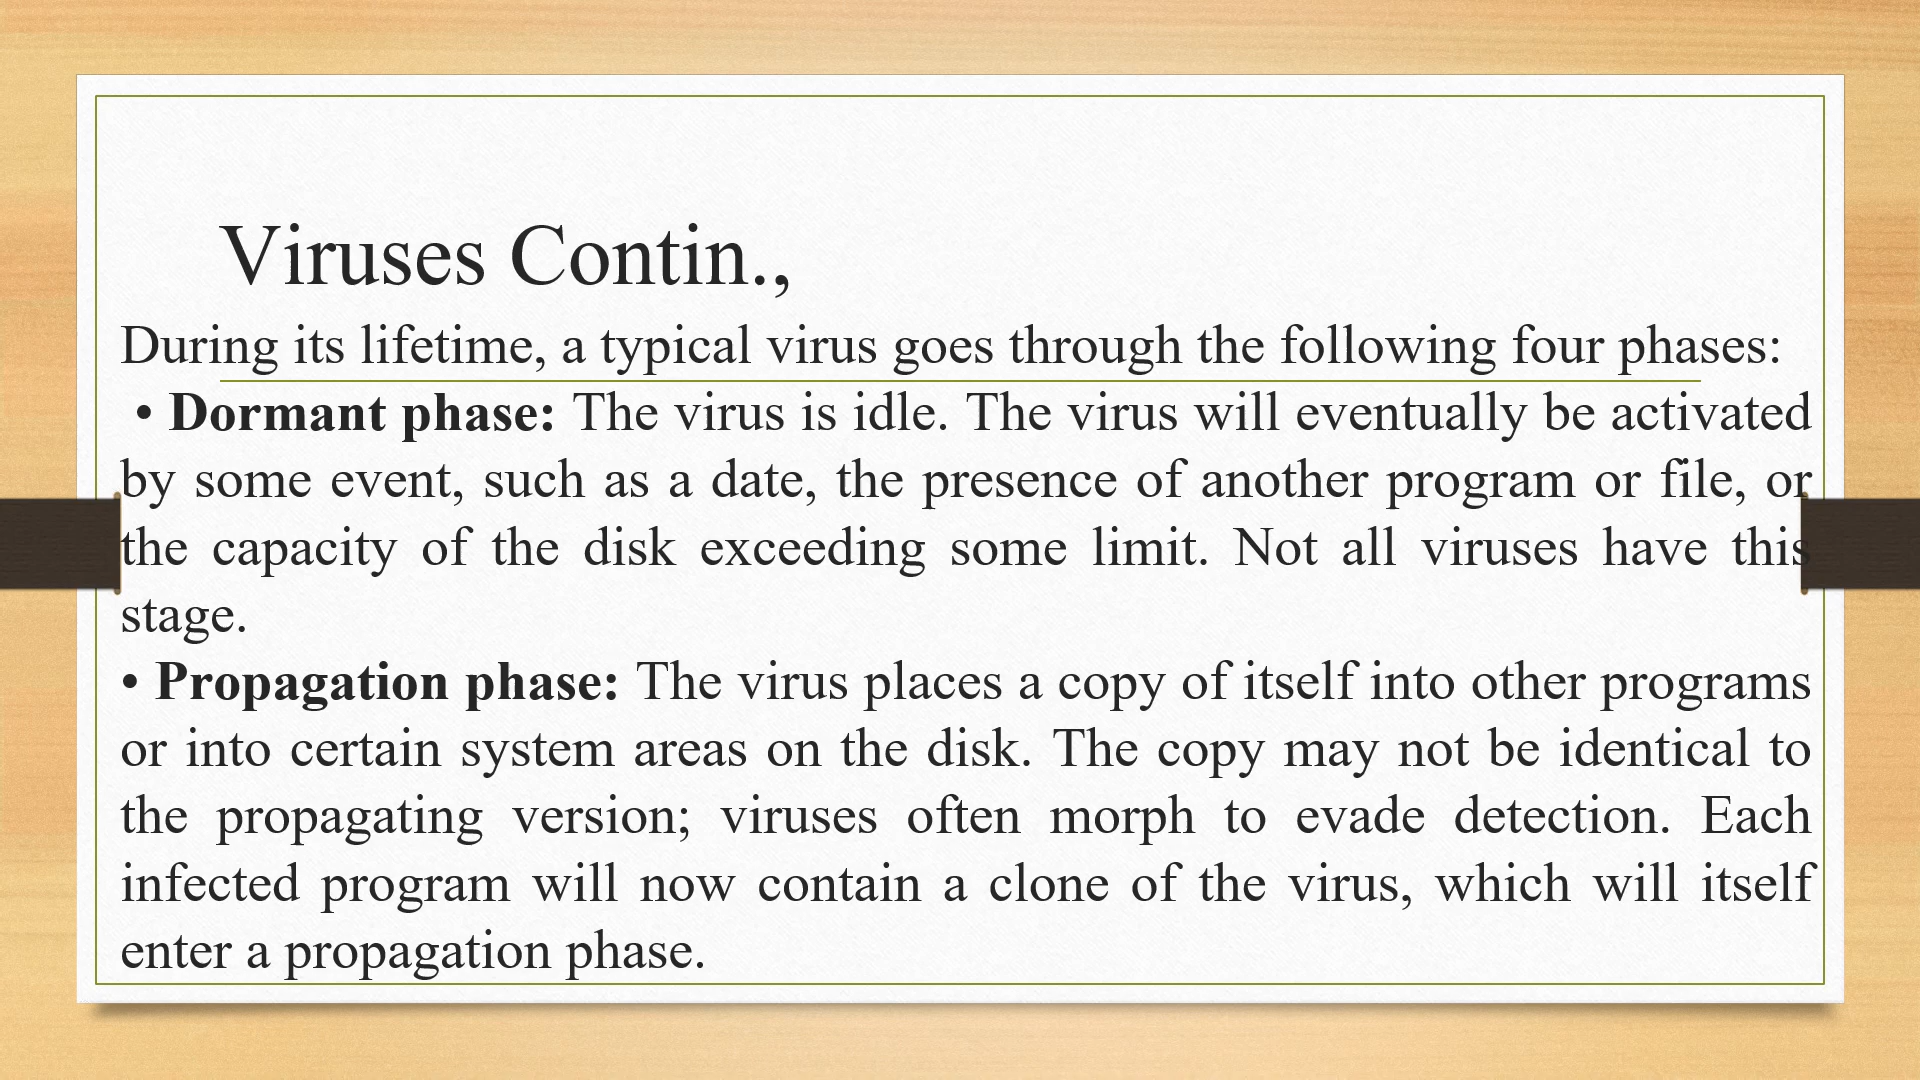 Viruses Contin.,
During its lifetime, a typical virus goes through the following four phases:
• Dormant phase: The virus is idle. The virus will eventually be activated
by some event, such as a date, the presence of another program or file, or
the capacity of the disk exceeding some limit. Not all viruses have this
stage.
• Propagation phase: The virus places a copy of itself into other programs
or into certain system areas on the disk. The copy may not be identical to
the propagating version; viruses often morph to evade detection. Each
infected program will now contain a clone of the virus, which will itself
enter a propagation phase.